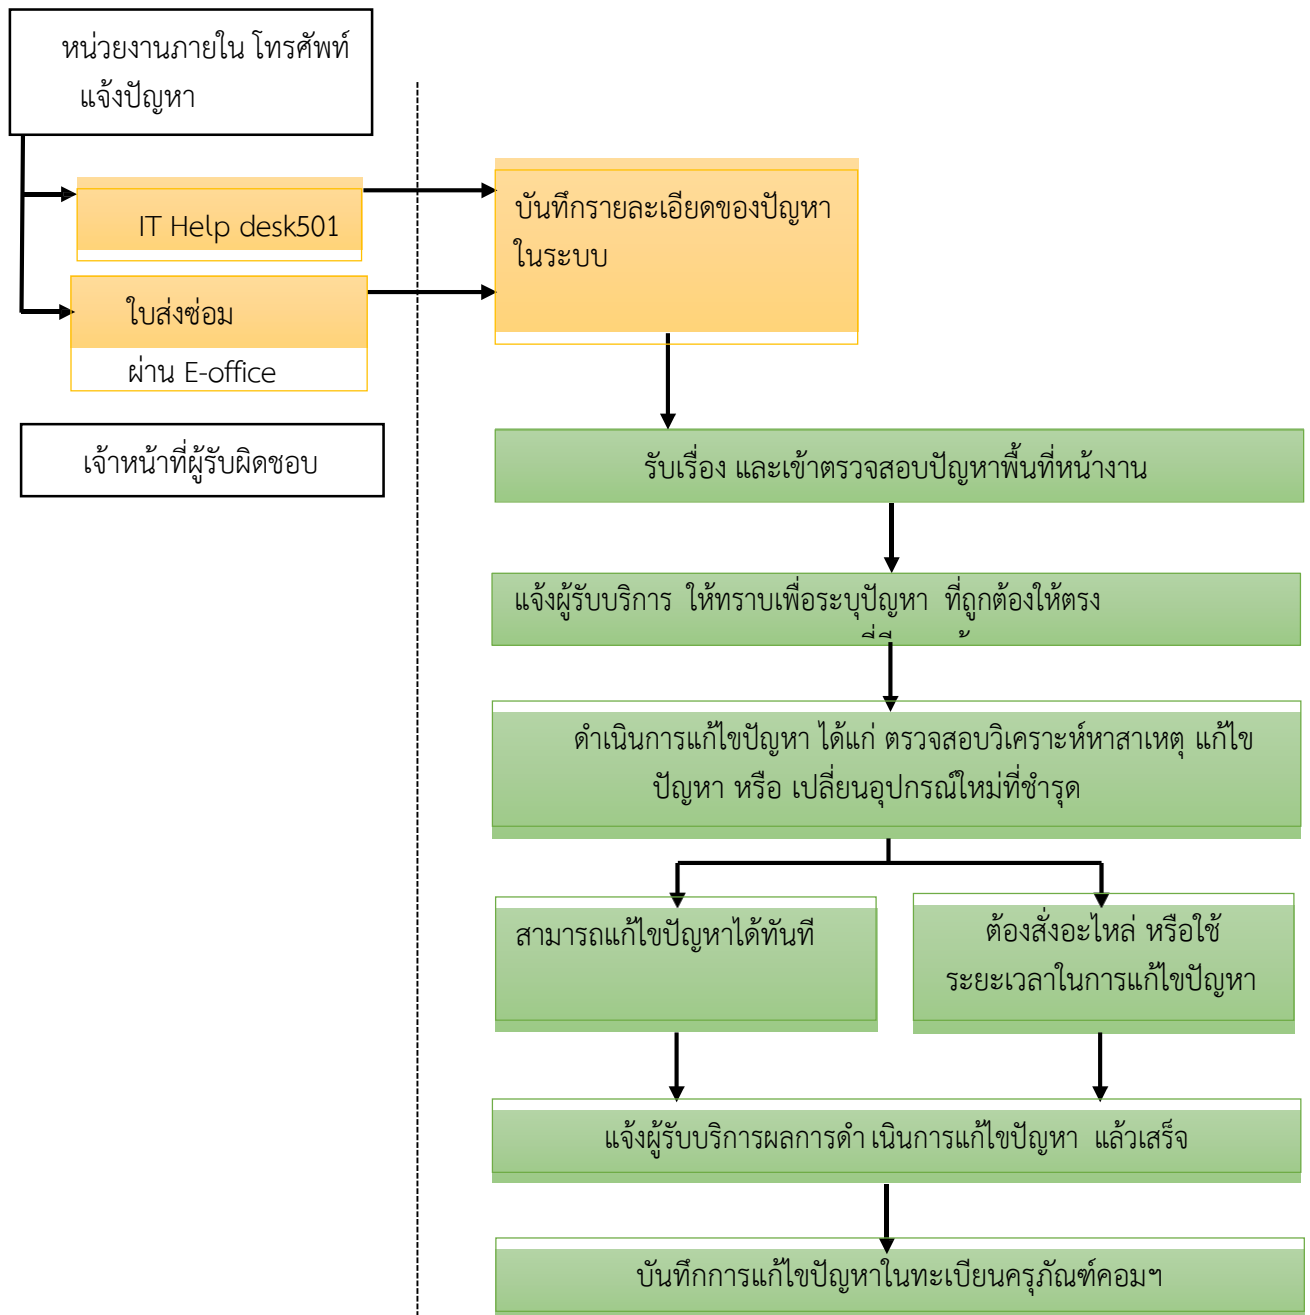 หน่วยงานภายใน โทรศัพท์
แจ้งปัญหา
IT Help desk501
ใบส่งซ่อม
ผ่าน E-office
บันทึกรายละเอียดของปัญหา
ในระบบ
เจ้าหน้าที่ผู้รับผิดชอบ
รับเรื่อง และเข้าตรวจสอบปัญหาพื้นที่หน้างาน
แจ้งผู้รับบริการ ให้ทราบเพื่อระบุปัญหา ที่ถูกต้องให้ตรง
ดำเนินการแก้ไขปัญหา ได้แก่ ตรวจสอบวิเคราะห์หาสาเหตุ แก้ไข
ปัญหา หรือ เปลี่ยนอุปกรณ์ใหม่ที่ชำรุด
สามารถแก้ไขปัญหาได้ทันที
ต้องสั่งอะไหล่ หรือใช้
ระยะเวลาในการแก้ไขปัญหา
แจ้งผู้รับบริการผลการดำ เนินการแก้ไขปัญหา แล้วเสร็จ
บันทึกการแก้ไขปัญหาในทะเบียนครุภัณฑ์คอมฯ